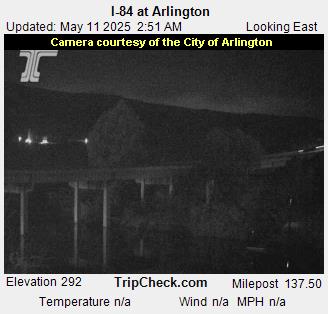 I-84 at Arlington
Updated: May 11 2025 2:51 AM Looking East
Camera courtesy of the City of Arlington
Elevation 292 TripCheck.com Milepost 137.50
Temperature n/a Wind n/a MPH n/a